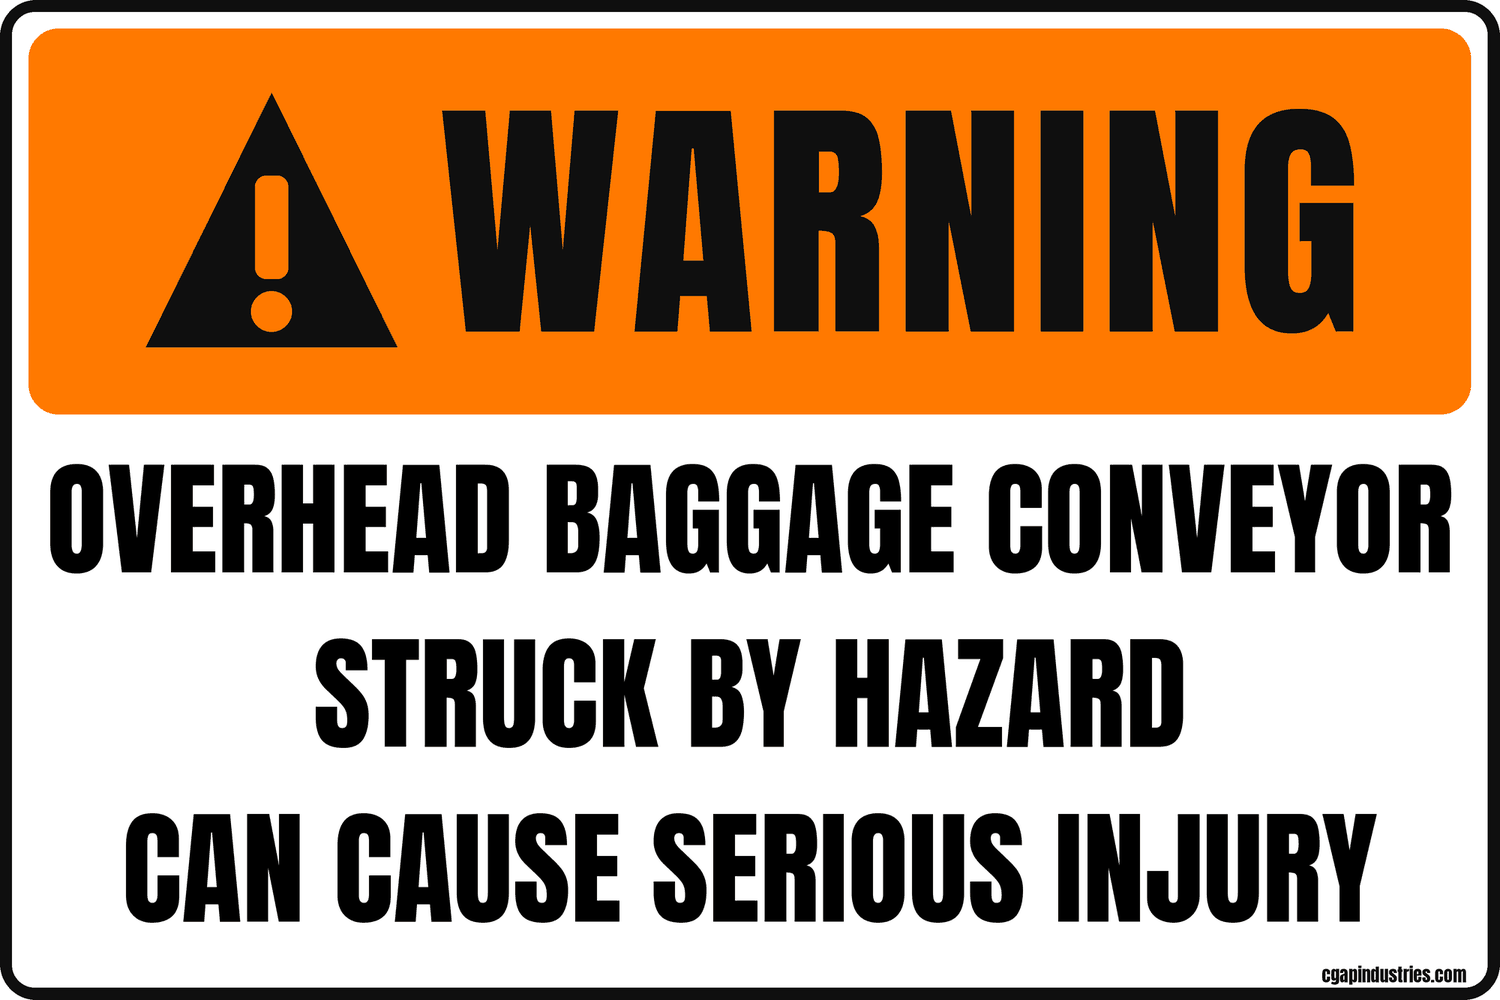 WARNING
OVERHEAD BAGGAGE CONVEYOR
STRUCK BY HAZARD
CAN CAUSE SERIOUS INJURY
cgapindustries.com